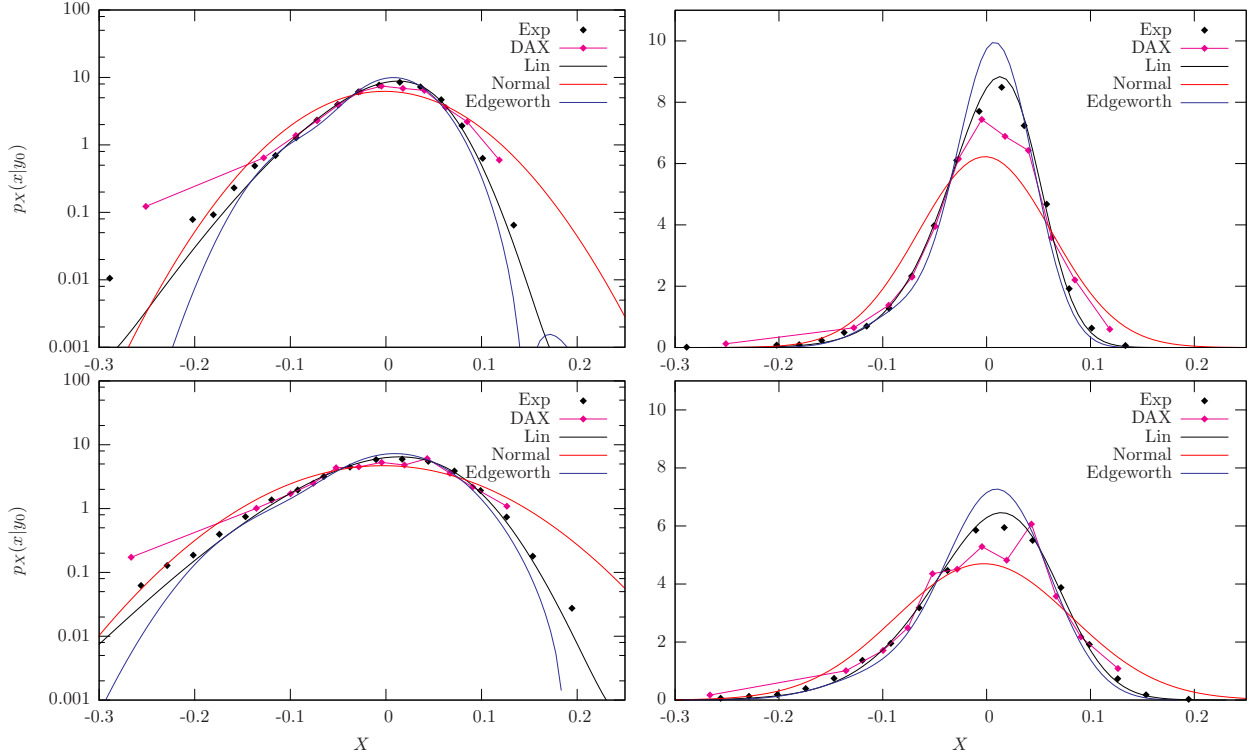 100
10
1
0.1
0.01
0.001
p_X(x|y_0)
Exp
DAX
Lin
Normal
Edgeworth
-0.3 -0.2 -0.1 0 0.1 0.2
10
8
6
4
2
0
Exp
DAX
Lin
Normal
Edgeworth
-0.3 -0.2 -0.1 0 0.1 0.2
100
10
1
0.1
0.01
0.001
p_X(x|y_0)
Exp
DAX
Lin
Normal
Edgeworth
-0.3 -0.2 -0.1 0 0.1 0.2
X
10
8
6
4
2
0
Exp
DAX
Lin
Normal
Edgeworth
-0.3 -0.2 -0.1 0 0.1 0.2
X